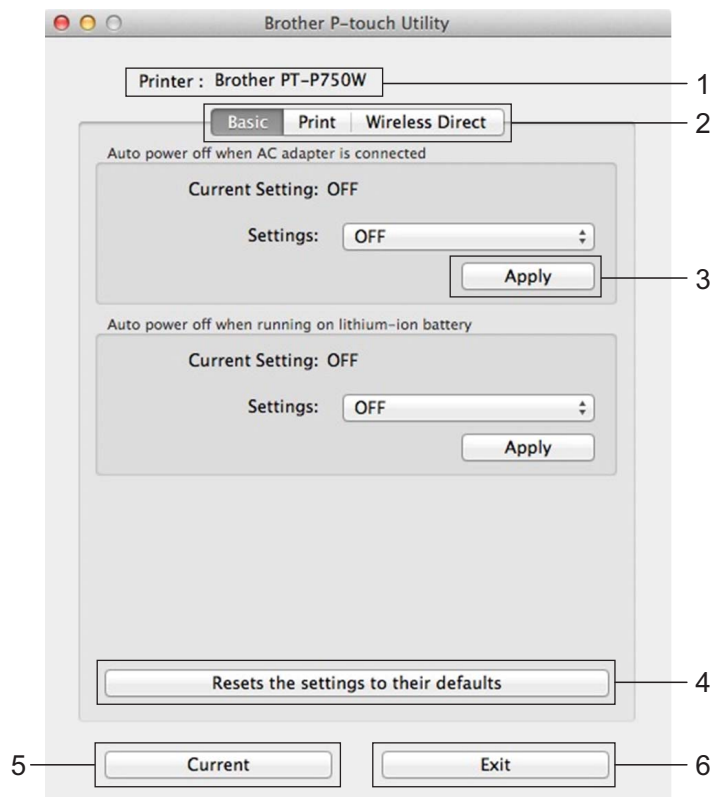 Brother P-touch Utility
Printer : Brother PT-P750W
1
Basic Print Wireless Direct
2
Auto power off when AC adapter is connected
Current Setting: OFF
Settings: OFF
Apply
3
Auto power off when running on lithium-ion battery
Current Setting: OFF
Settings: OFF
Apply
Resets the settings to their defaults
4
5
Current
Exit
6